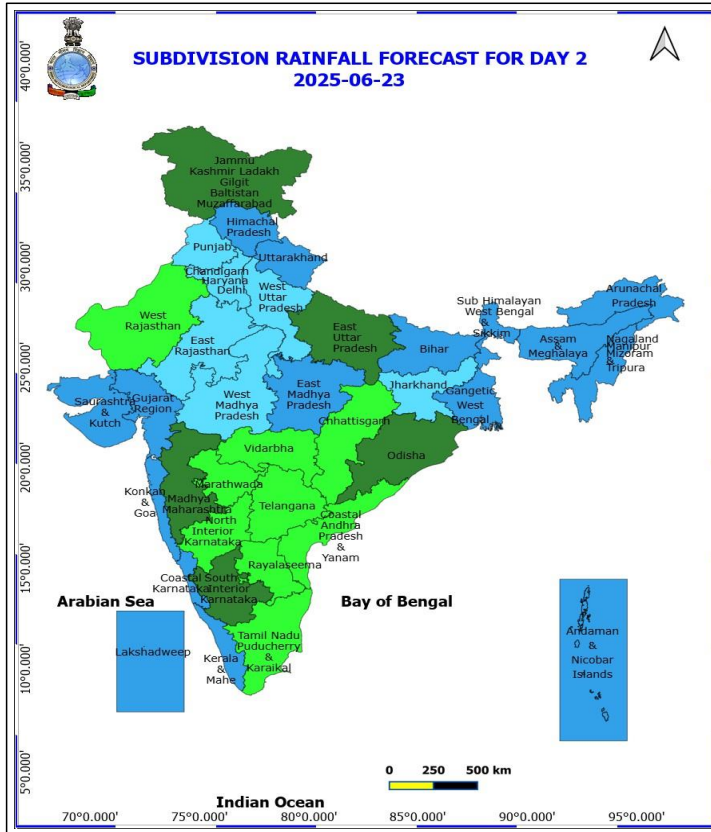 SUBDIVISION RAINFALL FORECAST FOR DAY 2
2025-06-23
40°0.000'
35°0.000'
30°0.000'
25°0.000'
20°0.000'
15°0.000'
10°0.000'
5°0.000'
Jammu
Kashmir Ladakh
Gilgit
Baltistan
Muzaffarabad
Himachal
Pradesh
Punjab
Uttarakhand
Chandigarh
Haryana
Delhi
West
Uttar
Pradesh
West
Rajasthan
East
Rajasthan
East
Uttar
Pradesh
Bihar
Sub Himalayan
West Bengal
&
Sikkim
Arunachal
Pradesh
Assam
&
Meghalaya
Nagaland
Manipur
Mizoram
&
Tripura
Saurashtra
&
Kutch
Gujarat
Region
West
Madhya
Pradesh
East
Madhya
Pradesh
Jharkhand
Gangetic
West
Bengal
Chhattisgarh
Odisha
Vidarbha
Marathwada
Madhya
Maharashtra
Konkan
&
Goa
North
Interior
Karnataka
Telangana
Coastal
Andhra
Pradesh
&
Yanam
Rayalaseema
Coastal
Karnataka
South
Interior
Karnataka
Tamil Nadu
Puducherry
&
Karaikal
Kerala
&
Mahe
Lakshadweep
Arabian Sea
Bay of Bengal
Andaman
&
Nicobar
Islands
0 250 500 km
Indian Ocean
70°0.000' 75°0.000' 80°0.000' 85°0.000' 90°0.000' 95°0.000'